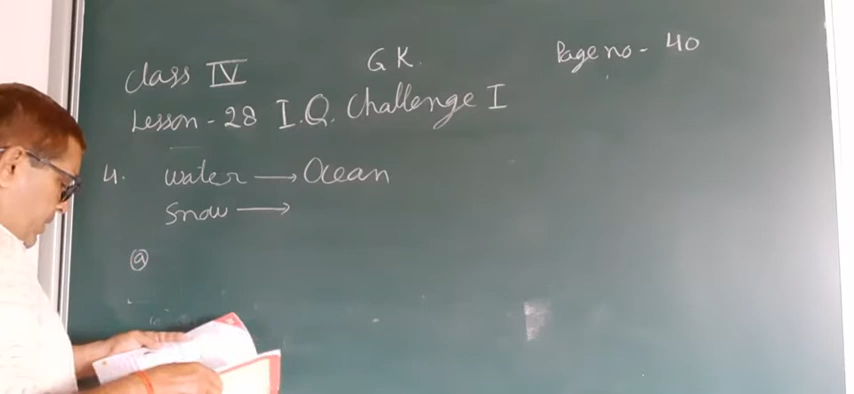 Class IV G K. Page no - 40
Lesson - 28 I.Q. Challenge I
4. water → Ocean
Snow →
ⓐ